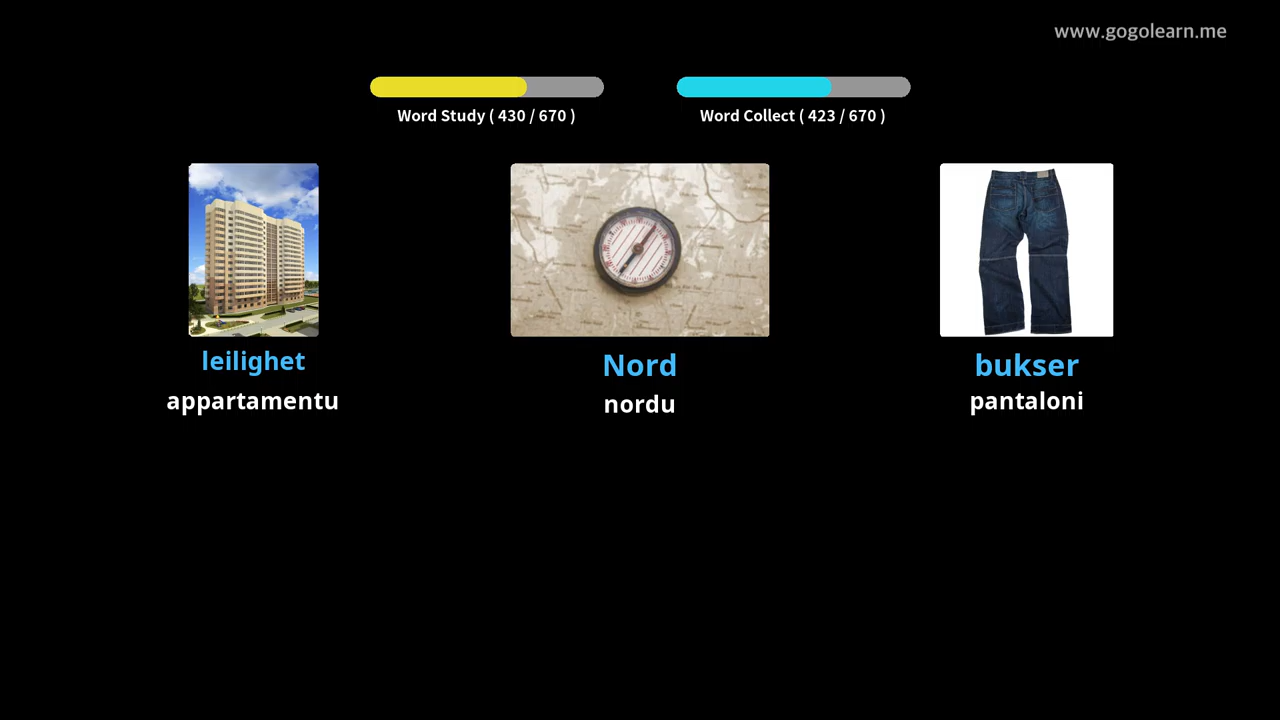 www.gogolearn.me
Word Study ( 430 / 670 )
Word Collect ( 423 / 670 )
leilighet
Nord
bukser
appartamentu
nordu
pantaloni